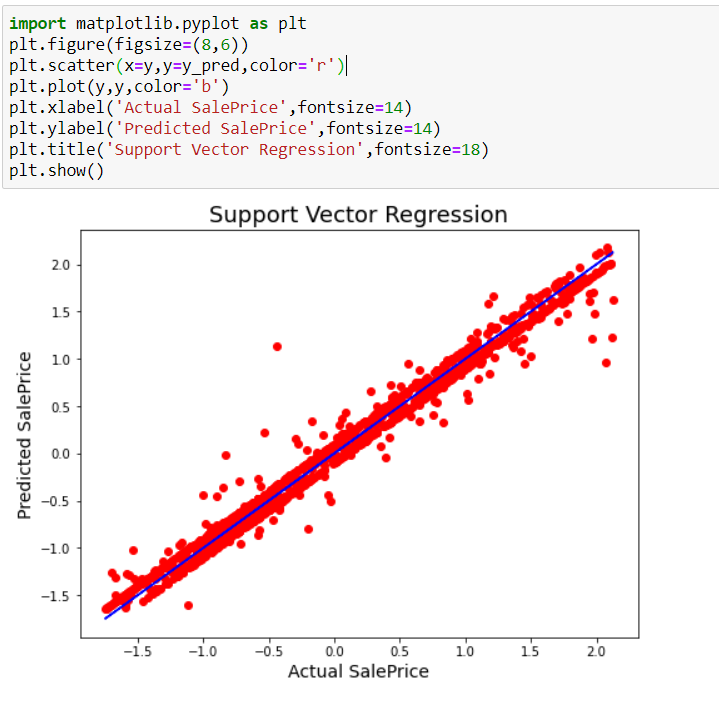 import matplotlib.pyplot as plt
plt.figure(figsize=(8,6))
plt.scatter(x=y,y=y_pred,color='r')
plt.plot(y,y,color='b')
plt.xlabel('Actual SalePrice',fontsize=14)
plt.ylabel('Predicted SalePrice',fontsize=14)
plt.title('Support Vector Regression',fontsize=18)
plt.show()
Support Vector Regression
Predicted SalePrice
2.0
1.5
1.0
0.5
0.0
−0.5
−1.0
−1.5
−1.5 −1.0 −0.5 0.0 0.5 1.0 1.5 2.0
Actual SalePrice